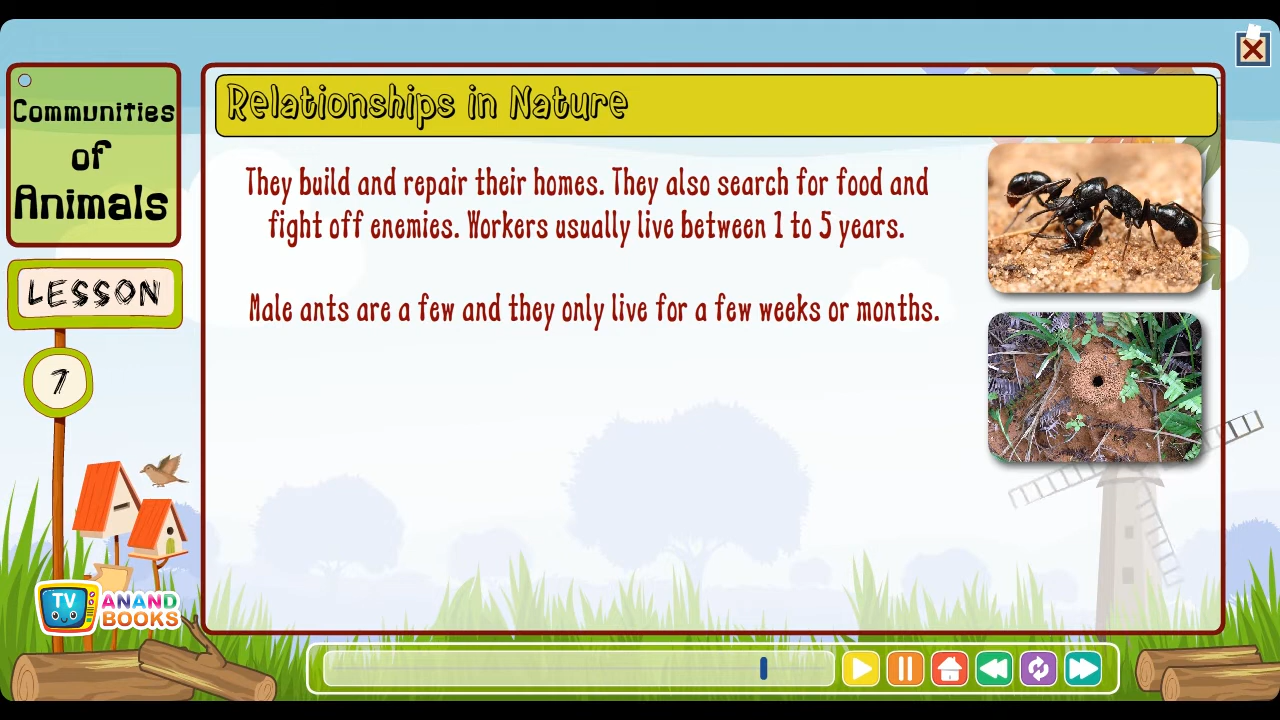 Relationships in Nature
Communities
of
Animals
LESSON
7
They build and repair their homes. They also search for food and
fight off enemies. Workers usually live between 1 to 5 years.
Male ants are a few and they only live for a few weeks or months.
TV
ANAND
BOOKS